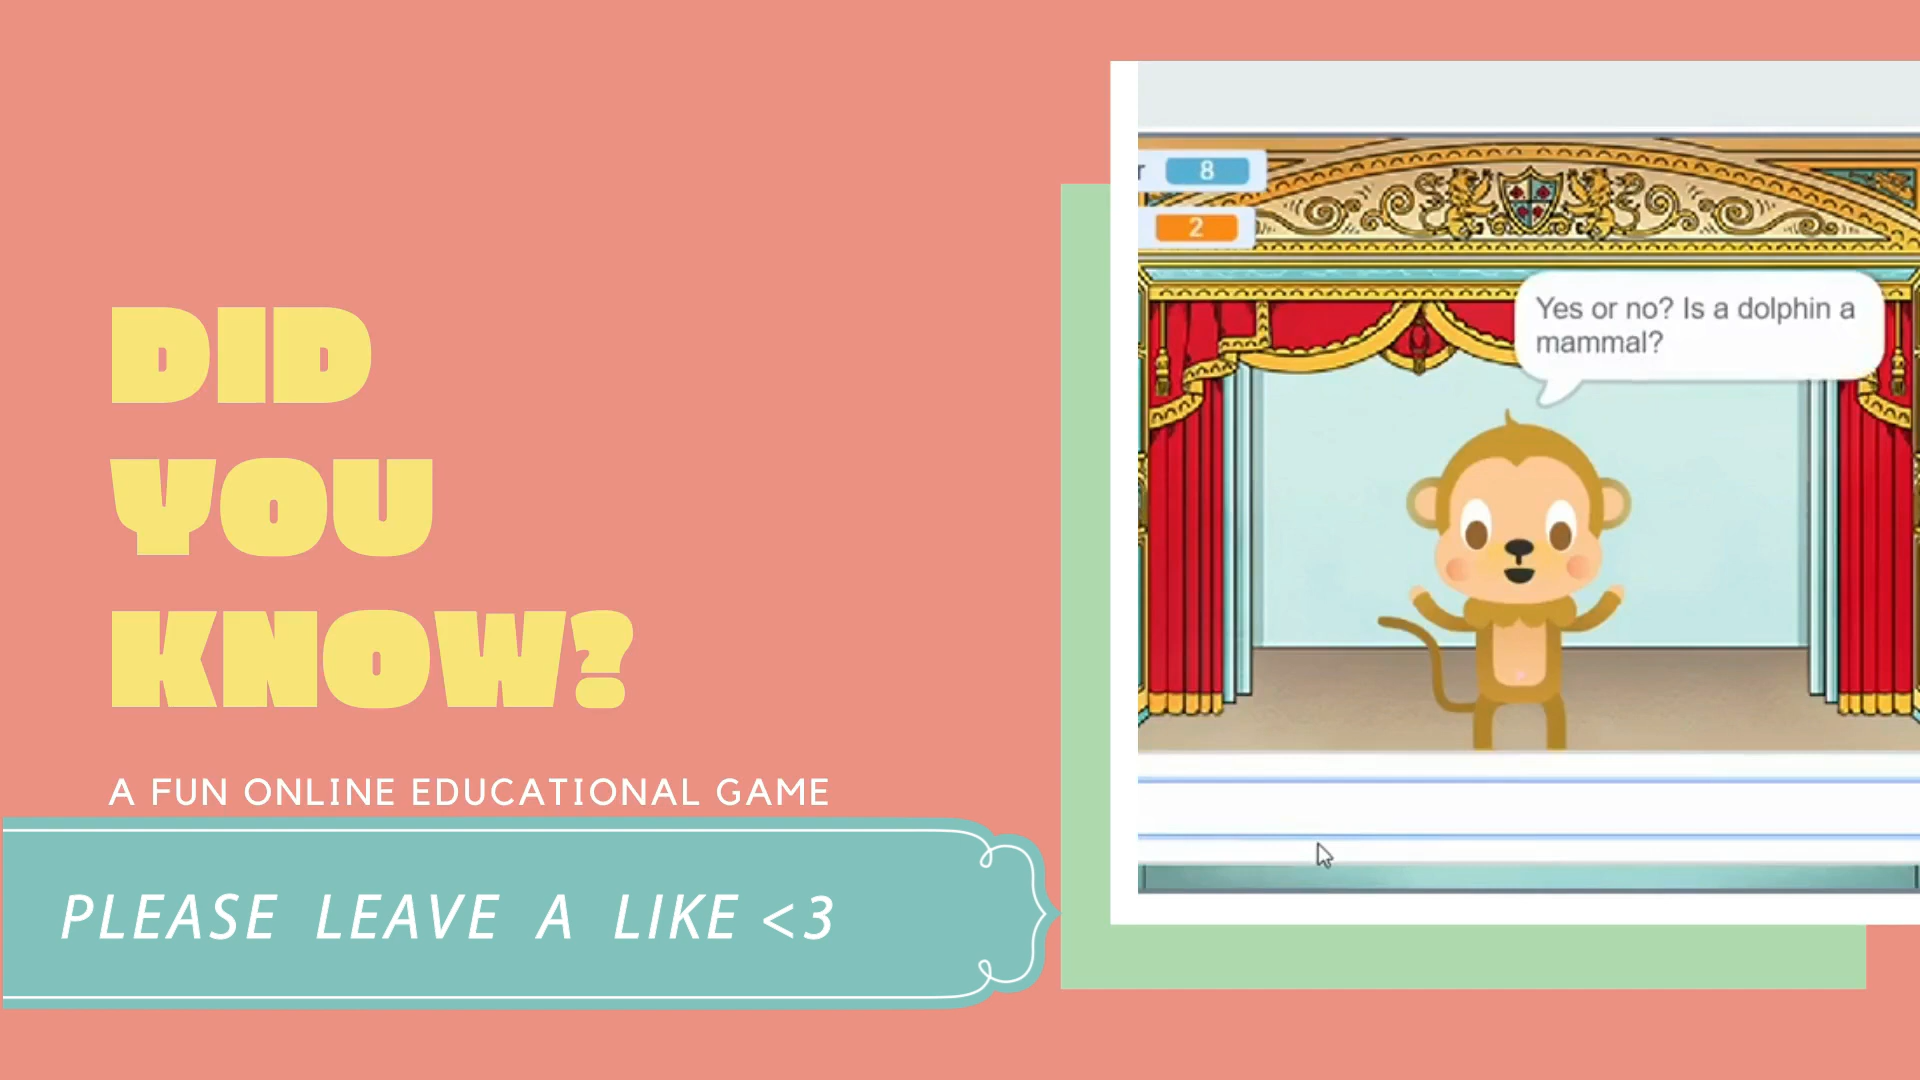 DID
YOU
KNOW?
A FUN ONLINE EDUCATIONAL GAME
PLEASE LEAVE A LIKE <3
8
2
Yes or no? Is a dolphin a
mammal?